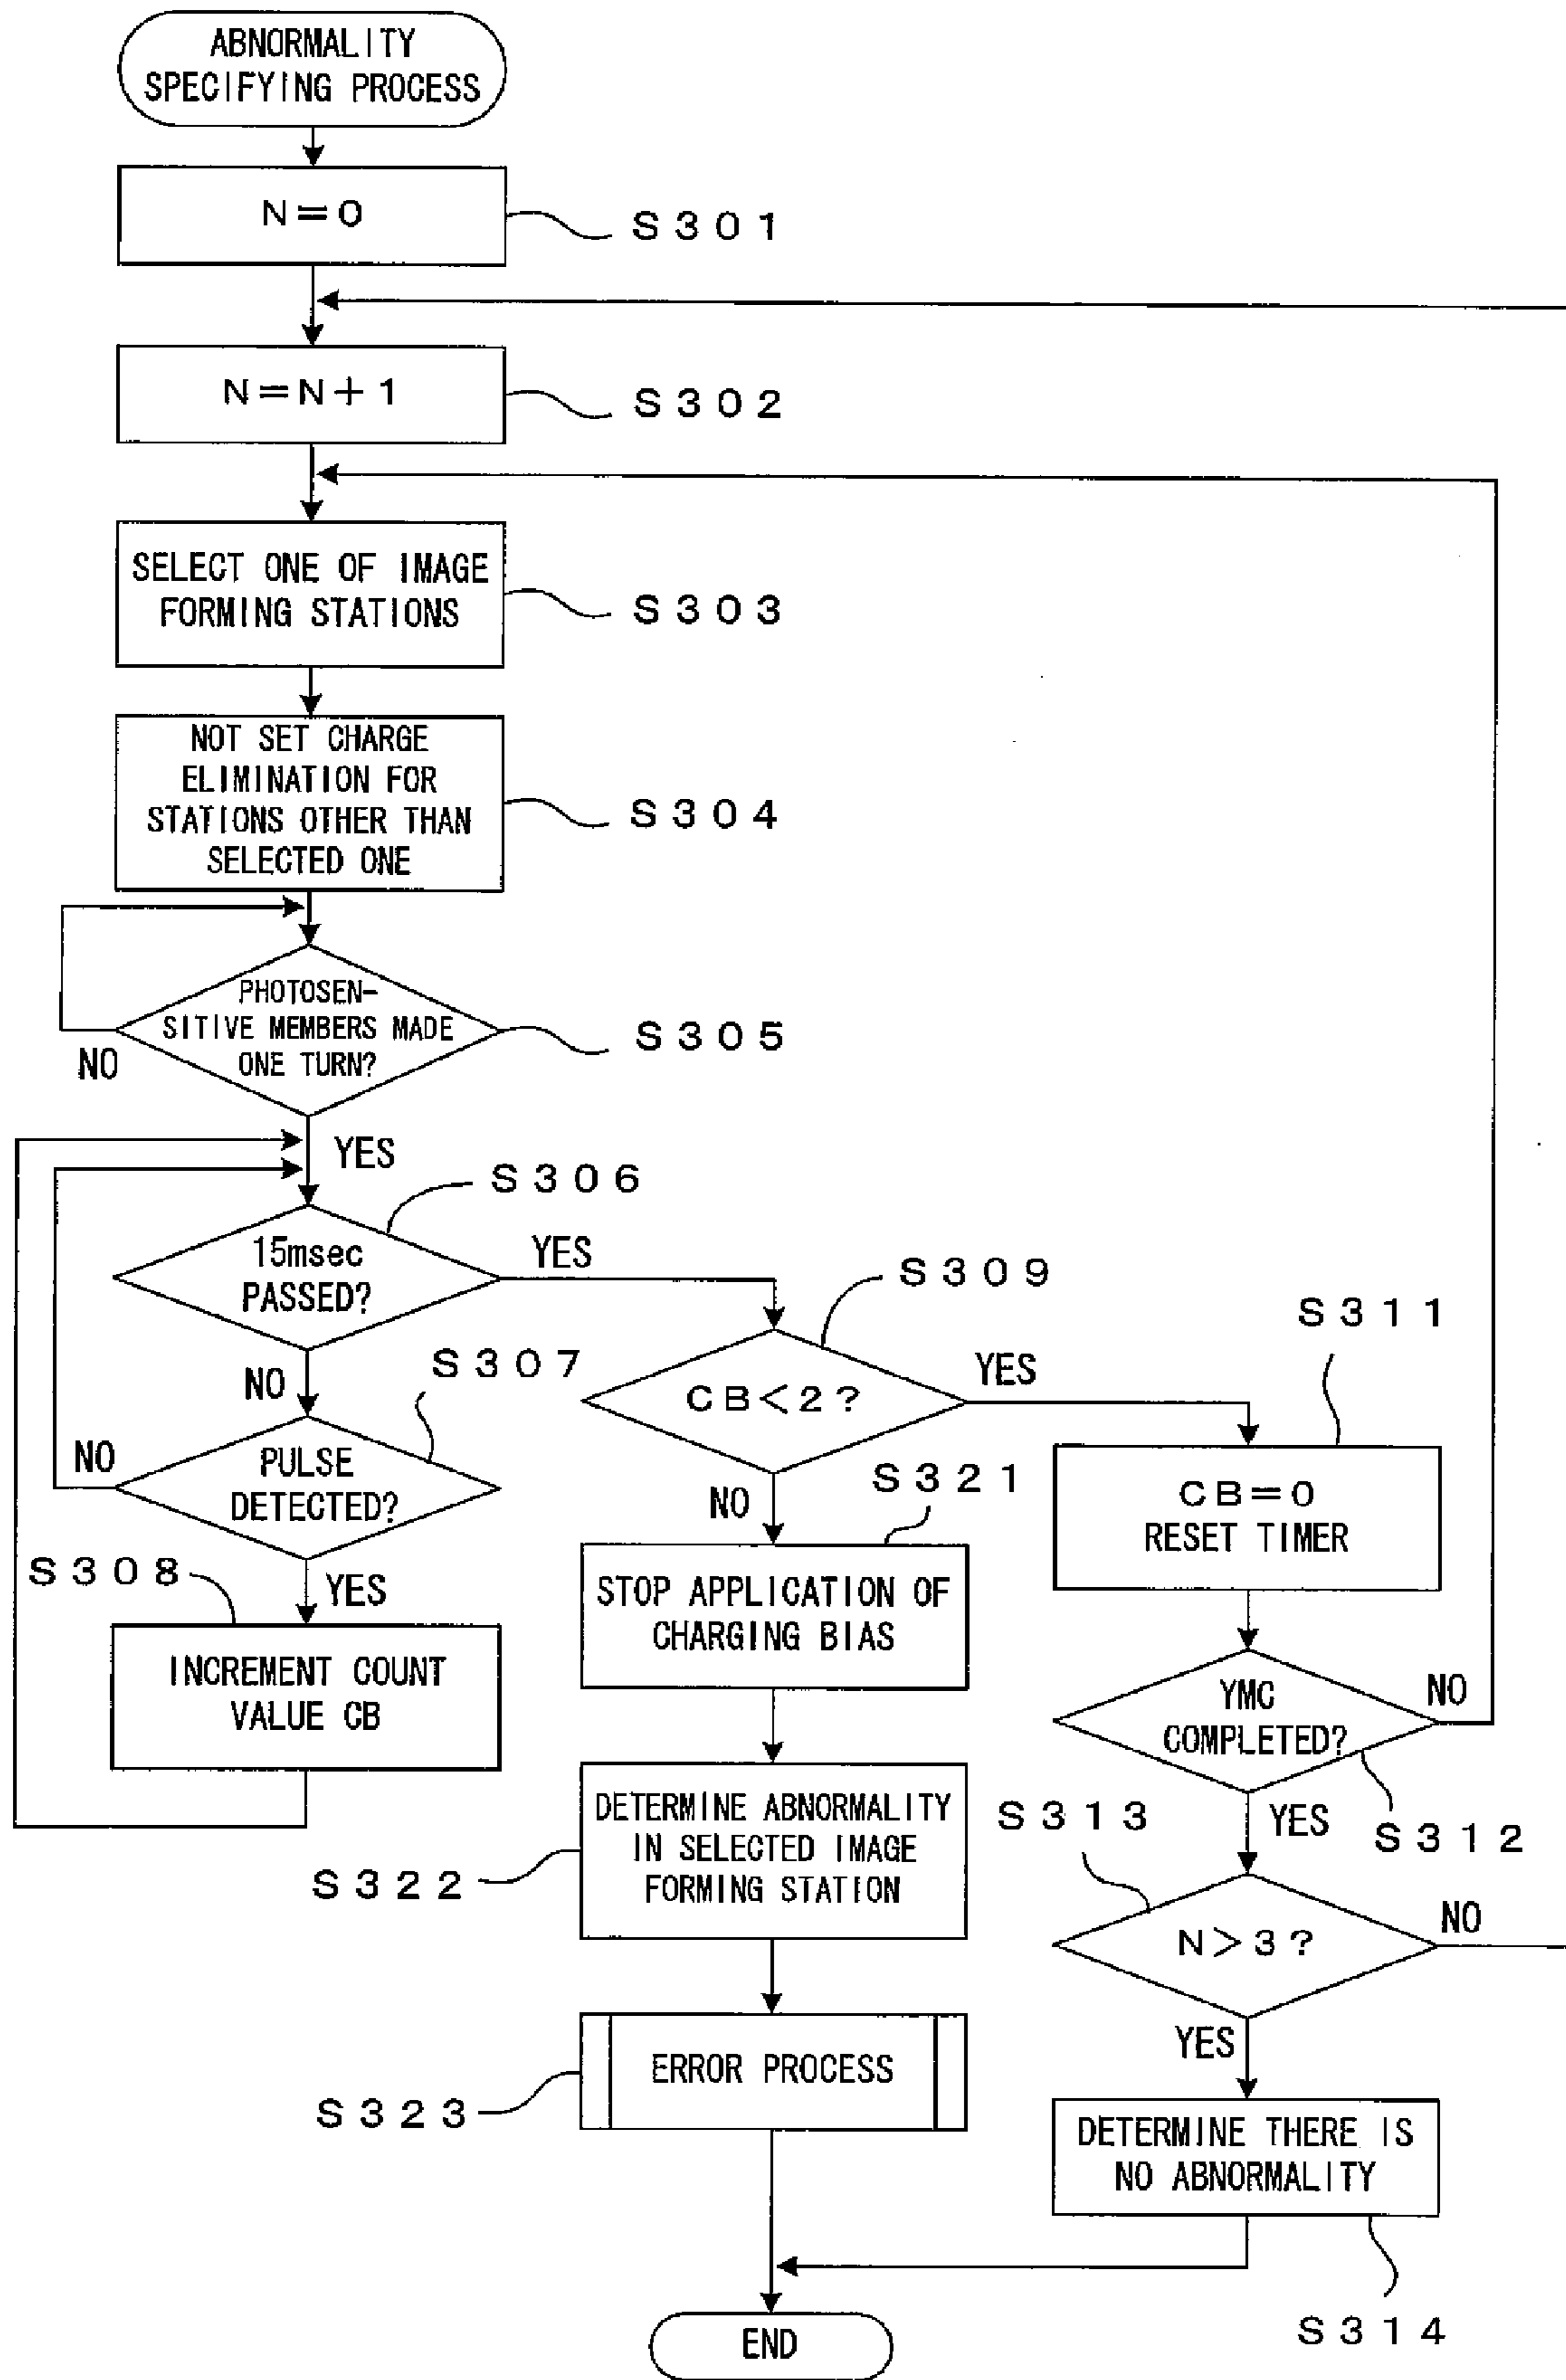 ABNORMALITY
SPECIFYING PROCESS
N=0
S301
N=N+1
S302
SELECT ONE OF IMAGE
FORMING STATIONS
S303
NOT SET CHARGE
ELIMINATION FOR
STATIONS OTHER THAN
SELECTED ONE
S304
PHOTOSEN-
SITIVE MEMBERS MADE
ONE TURN?
S305
NO
YES
S306
15msec
PASSED?
YES
NO
S307
PULSE
DETECTED?
NO
YES
S308
INCREMENT COUNT
VALUE CB
S309
CB<2?
YES
NO
S321
STOP APPLICATION OF
CHARGING BIAS
DETERMINE ABNORMALITY
IN SELECTED IMAGE
FORMING STATION
S322
ERROR PROCESS
S323
S311
CB=0
RESET TIMER
YMC
COMPLETED?
NO
YES
S312
S313
N>3?
NO
YES
DETERMINE THERE IS
NO ABNORMALITY
S314
END